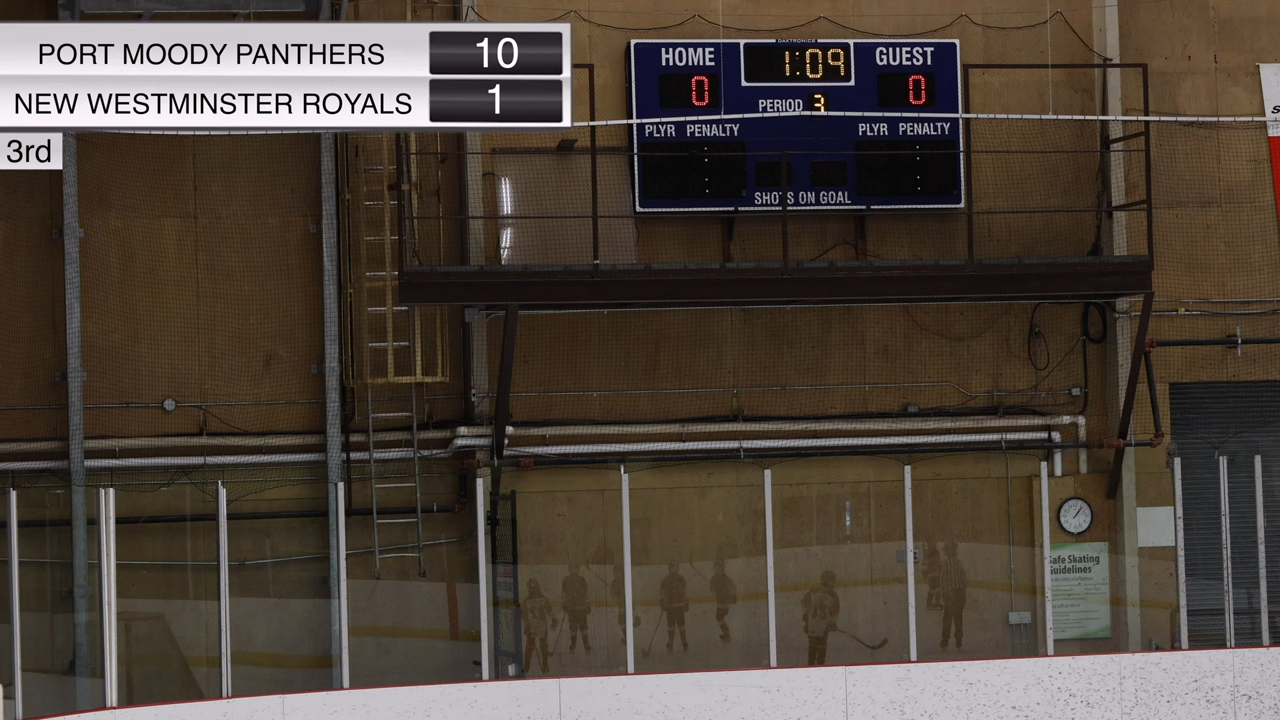 PORT MOODY PANTHERS 10
NEW WESTMINSTER ROYALS 1
3rd
DAKTRONICS
HOME 1:09 GUEST
0 0
PERIOD 3
PLYR PENALTY PLYR PENALTY
SHOTS ON GOAL
Safe Skating
Guidelines